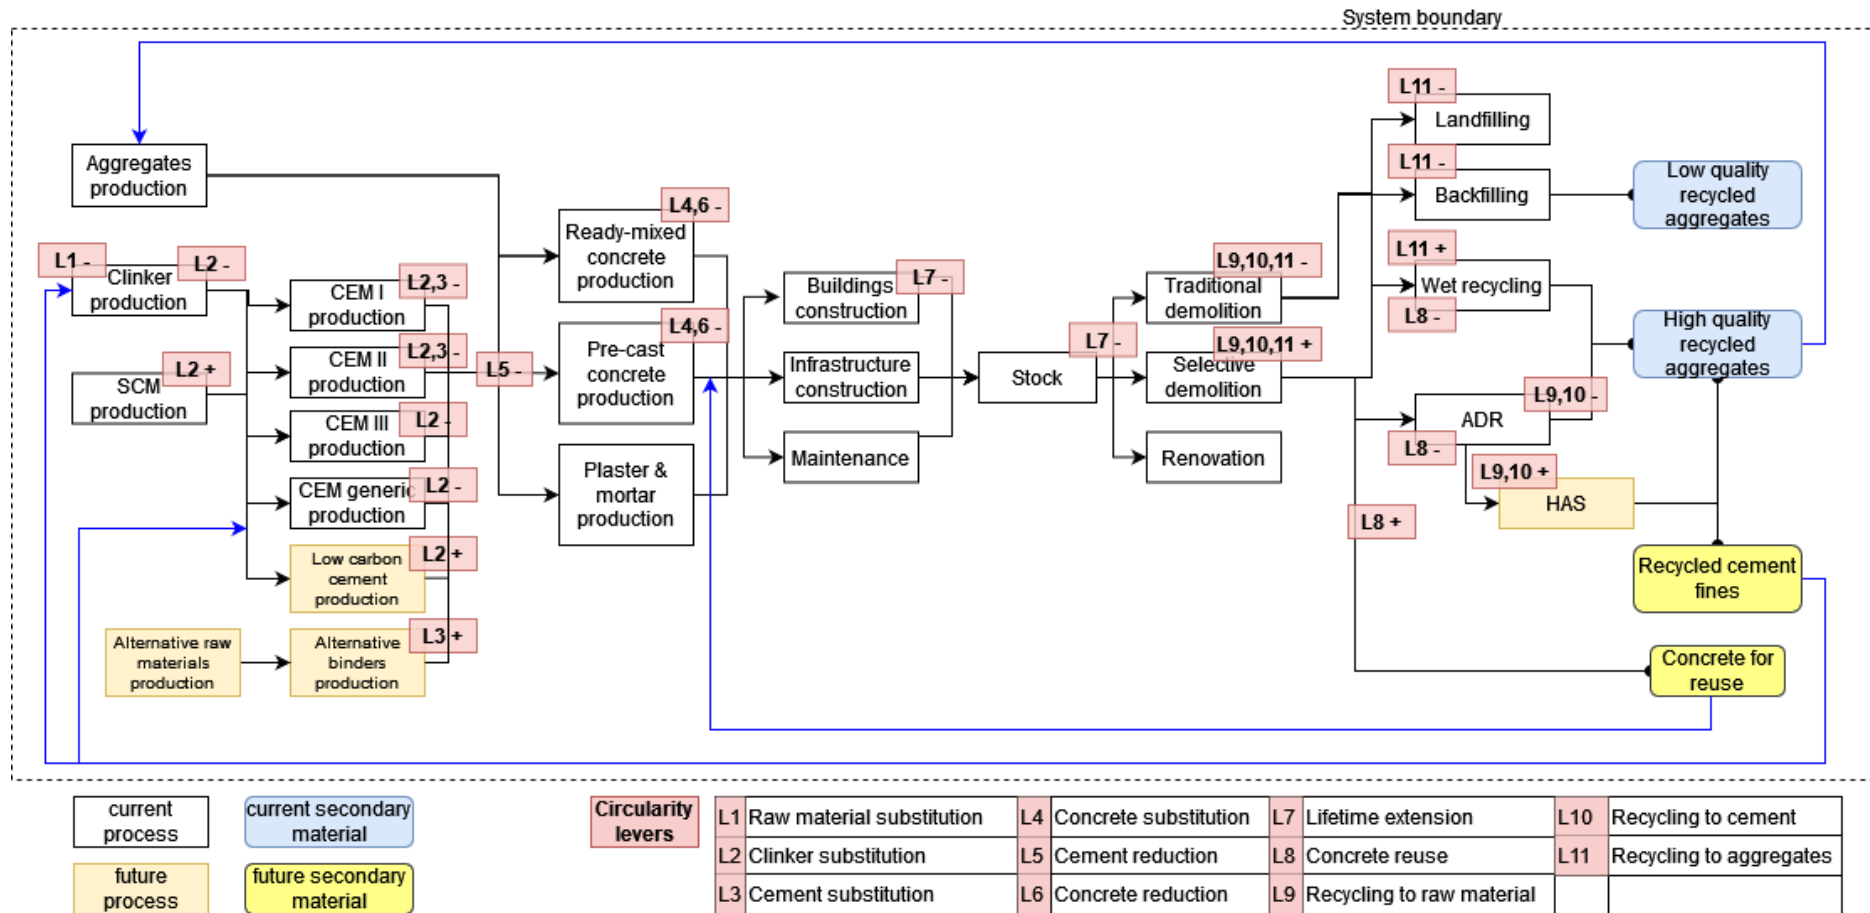 System boundary
Aggregates
production
L1 -
L2 -
Clinker
production
L2 +
SCM
production
CEM I
production
L2,3 -
CEM II
production
L2,3 -
CEM III
production
L2 -
CEM generic
production
L2 -
Low carbon
cement
production
L2 +
Alternative raw
materials
production
Alternative
binders
production
L3 +
L5 -
L4,6 -
Ready-mixed
concrete
production
L4,6 -
Pre-cast
concrete
production
Plaster &
mortar
production
Buildings
construction
L7 -
Infrastructure
construction
Maintenance
Stock
L7 -
L9,10,11 -
Traditional
demolition
L9,10,11 +
Selective
demolition
Renovation
L11 -
Landfilling
L11 -
Backfilling
L11 +
Wet recycling
L8 -
L9,10 -
ADR
L8 -
L9,10 +
HAS
L8 +
Low quality
recycled
aggregates
High quality
recycled
aggregates
Recycled cement
fines
Concrete for
reuse
current
process
current secondary
material
future
process
future secondary
material
Circularity
levers
L1 Raw material substitution
L2 Clinker substitution
L3 Cement substitution
L4 Concrete substitution
L5 Cement reduction
L6 Concrete reduction
L7 Lifetime extension
L8 Concrete reuse
L9 Recycling to raw material
L10 Recycling to cement
L11 Recycling to aggregates